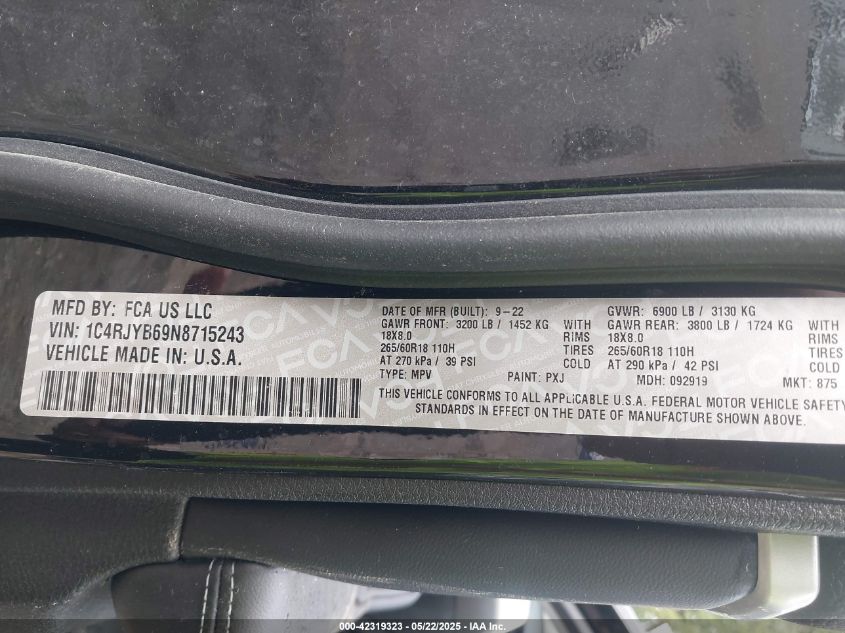 MFD BY: FCA US LLC
VIN: 1C4RJYB69N8715243
VEHICLE MADE IN: U.S.A.
DATE OF MFR (BUILT): 9-22
GAWR FRONT: 3200 LB / 1452 KG WITH
18X8.0 RIMS
265/60R18 110H TIRES
AT 270 kPa / 39 PSI COLD
TYPE: MPV PAINT: PXJ
GVWR: 6900 LB / 3130 KG
GAWR REAR: 3800 LB / 1724 KG WITH
18X8.0 RIMS
265/60R18 110H TIRES
AT 290 kPa / 42 PSI COLD
MDH: 092919 MKT: 875
THIS VEHICLE CONFORMS TO ALL APPLICABLE U.S.A. FEDERAL MOTOR VEHICLE SAFETY
STANDARDS IN EFFECT ON THE DATE OF MANUFACTURE SHOWN ABOVE.
000-42319323 - 05/22/2025 - IAA.